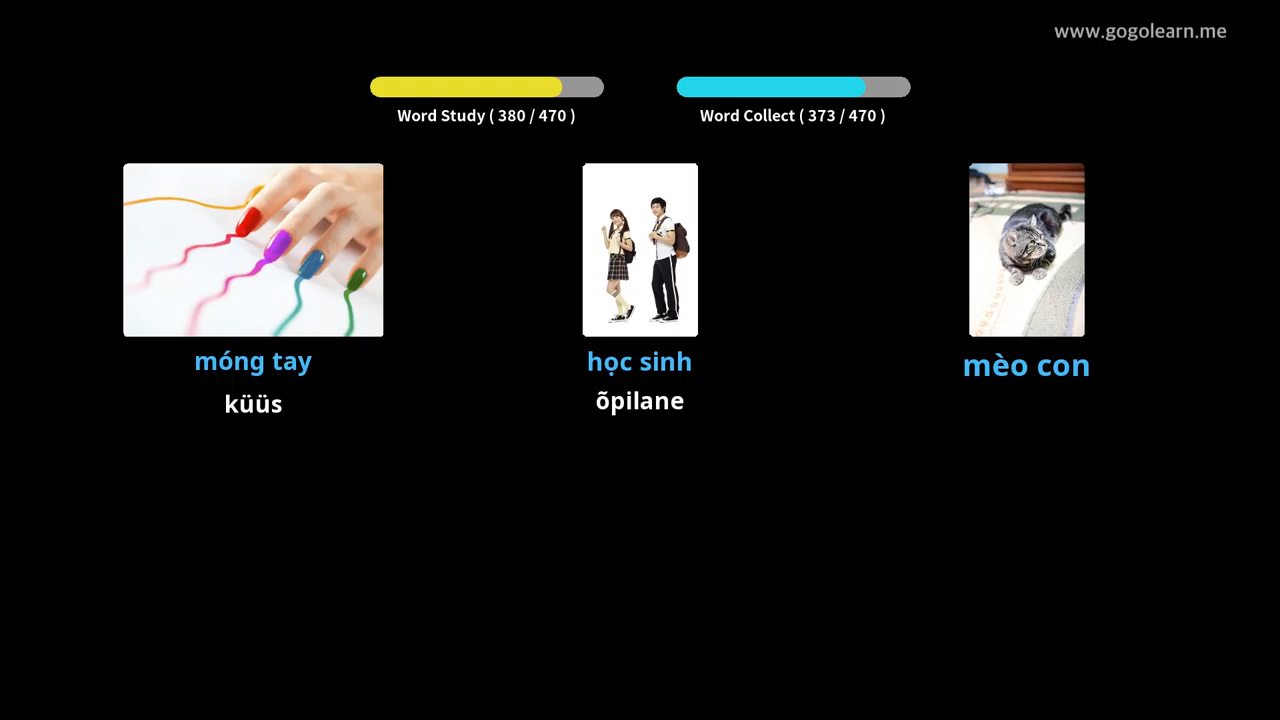 www.gogolearn.me
Word Study ( 380 / 470 )
Word Collect ( 373 / 470 )
móng tay
küüs
học sinh
õpilane
mèo con